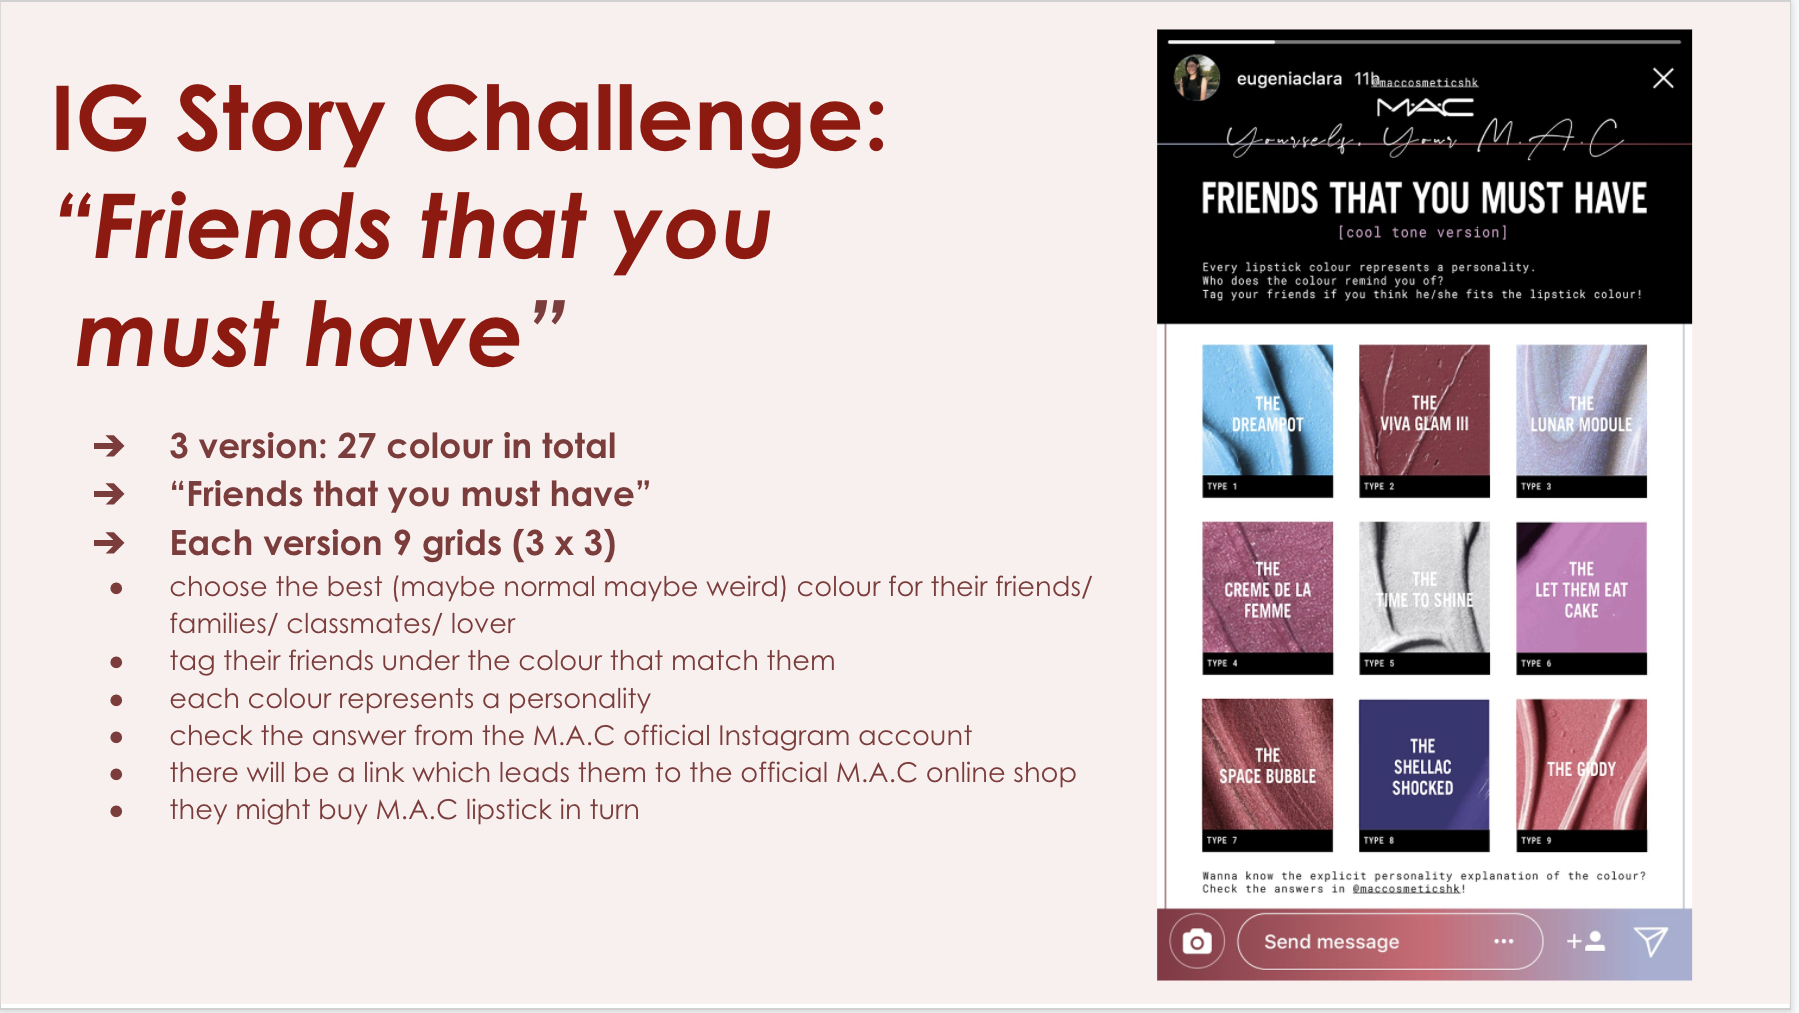 IG Story Challenge:
“Friends that you
must have”
➔ 3 version: 27 colour in total
➔ “Friends that you must have”
➔ Each version 9 grids (3 x 3)
● choose the best (maybe normal maybe weird) colour for their friends/
families/ classmates/ lover
● tag their friends under the colour that match them
● each colour represents a personality
● check the answer from the M.A.C official Instagram account
● there will be a link which leads them to the official M.A.C online shop
● they might buy M.A.C lipstick in turn
eugeniaclara 11h
@maccosmeticshk
MAC
Yourself, Your M.A.C
FRIENDS THAT YOU MUST HAVE
[cool tone version]
Every lipstick colour represents a personality.
Who does the colour remind you of?
Tag your friends if you think he/she fits the lipstick colour!
THE
DREAMPOT
TYPE 1
THE
VIVA GLAM III
TYPE 2
THE
LUNAR MODULE
TYPE 3
THE
CREME DE LA
FEMME
TYPE 4
THE
TIME TO SHINE
TYPE 5
THE
LET THEM EAT
CAKE
TYPE 6
THE
SPACE BUBBLE
TYPE 7
THE
SHELLAC
SHOCKED
TYPE 8
THE GIDDY
TYPE 9
Wanna know the explicit personality explanation of the colour?
Check the answers in @maccosmeticshk!
Send message